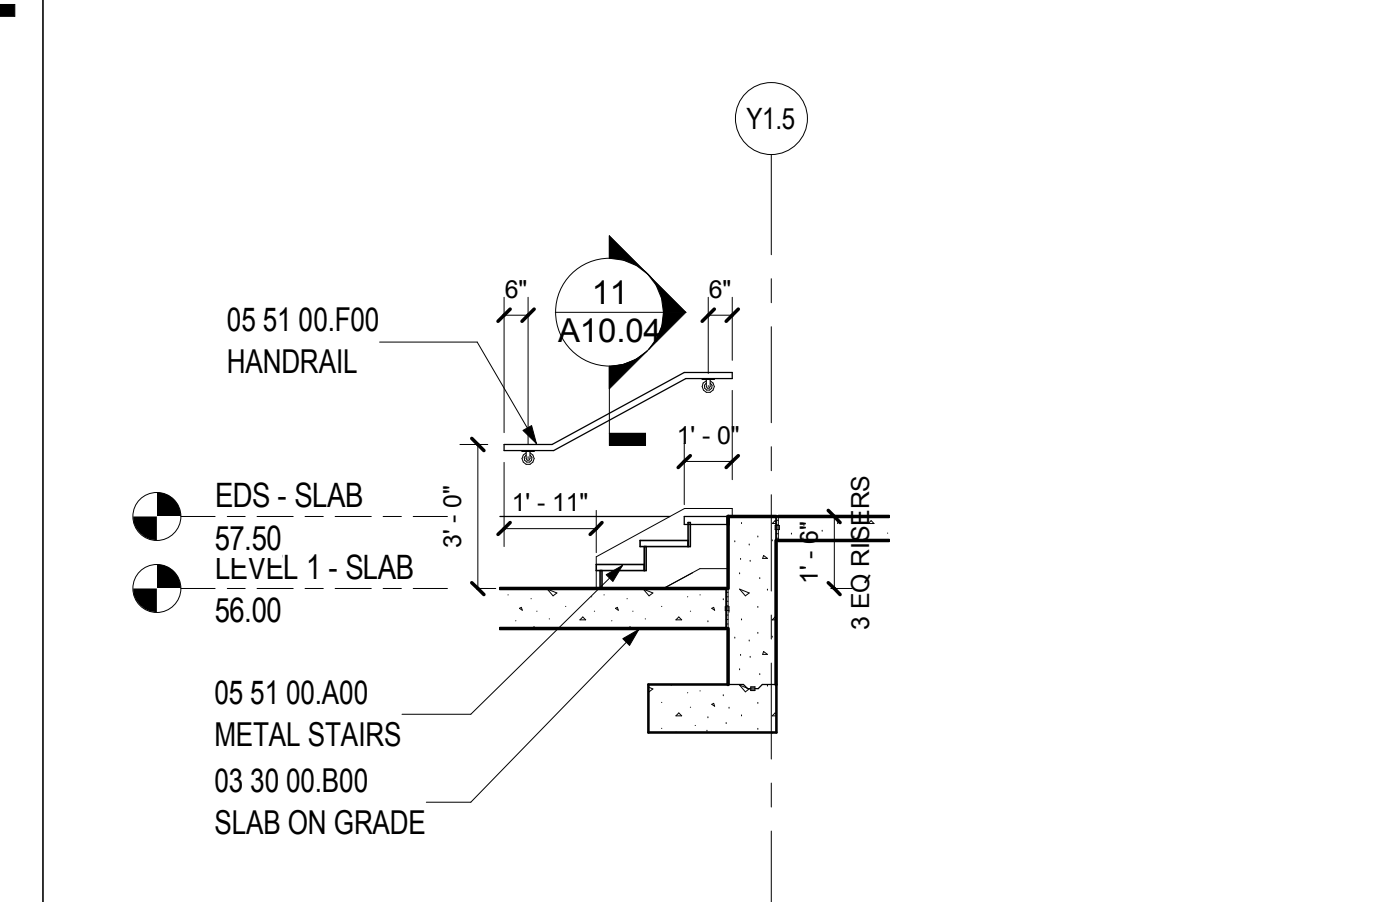 Y1.5
6"
11
6"
A10.04
05 51 00.F00
HANDRAIL
1' - 0"
3' - 0"
1' - 11"
EDS - SLAB
57.50
LEVEL 1 - SLAB
56.00
1' - 6"
3 EQ RISERS
05 51 00.A00
METAL STAIRS
03 30 00.B00
SLAB ON GRADE